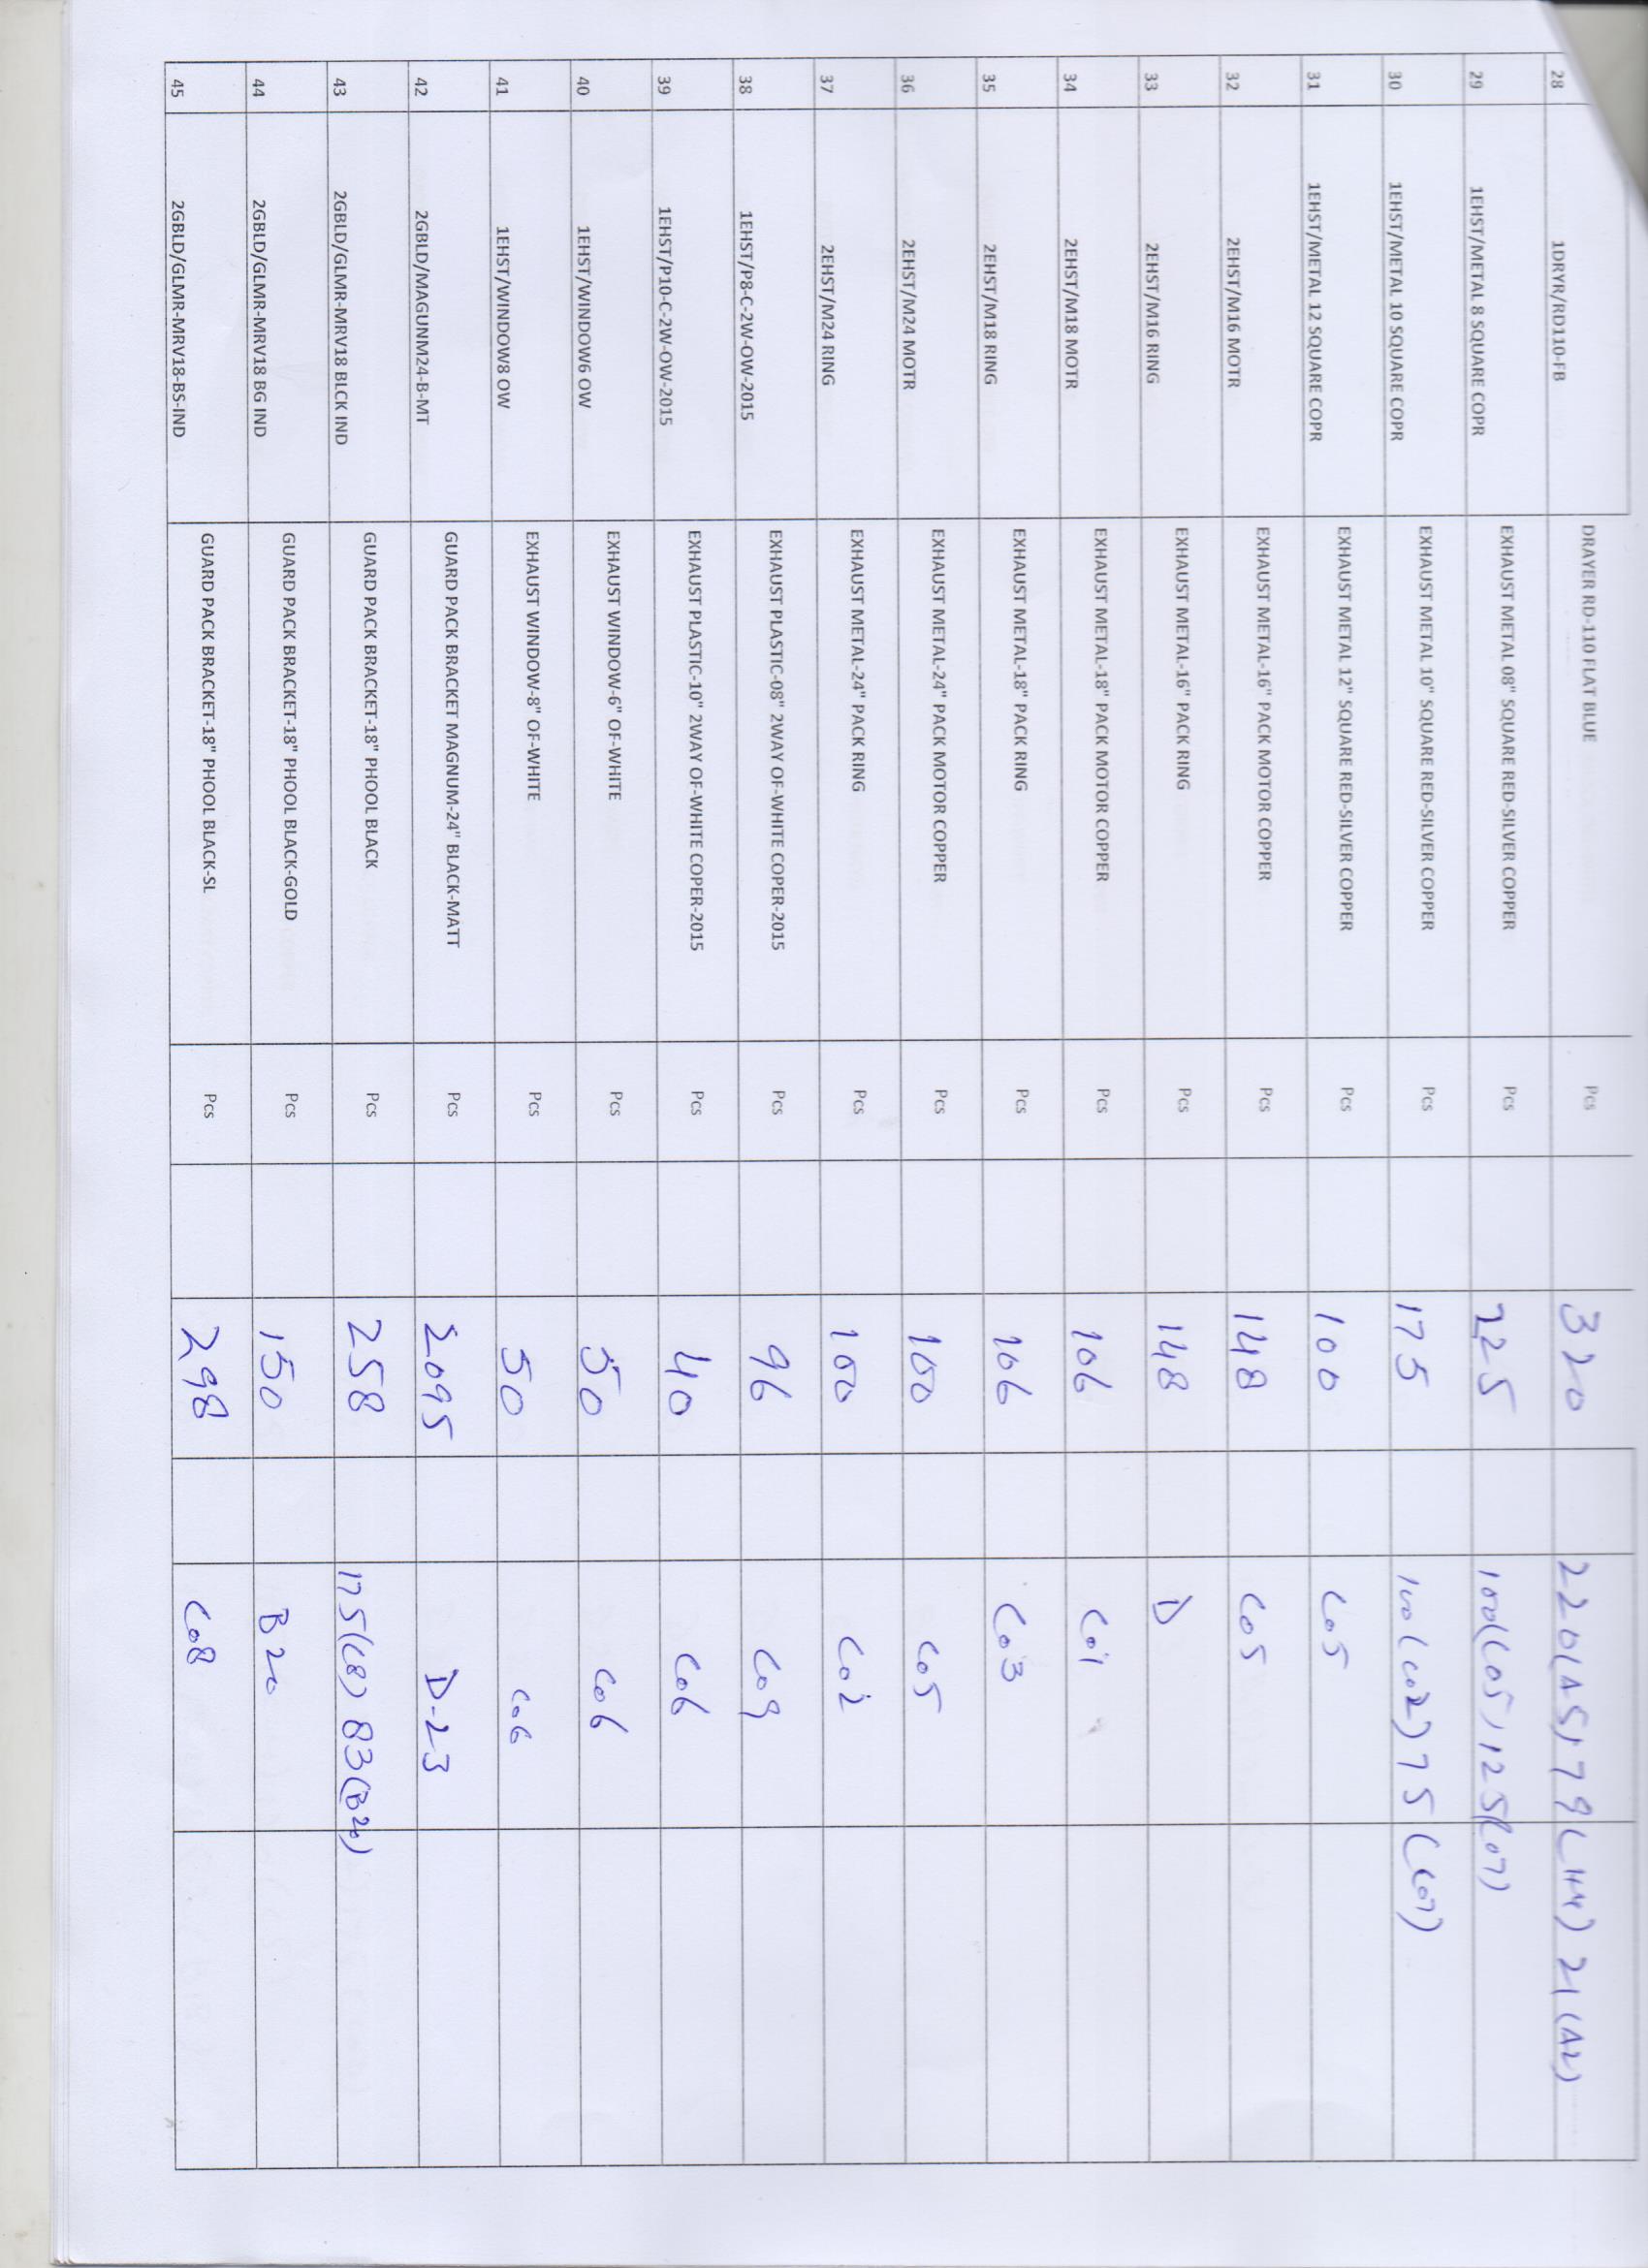 DRAYER RD-110 FLAT BLUE Pcs 320 220(A5) 79(H4) 21(A2)
28 1DRYR/RD110-FB
EXHAUST METAL 08" SQUARE RED-SILVER COPPER Pcs 225 100(C05) 125(C07)
29 1EHST/METAL 8 SQUARE COPR
EXHAUST METAL 10" SQUARE RED-SILVER COPPER Pcs 175 100(C02) 75(C07)
30 1EHST/METAL 10 SQUARE COPR
EXHAUST METAL 12" SQUARE RED-SILVER COPPER Pcs 100 C05
31 1EHST/METAL 12 SQUARE COPR
EXHAUST METAL-16" PACK MOTOR COPPER Pcs 148 C05
32 2EHST/M16 MOTR
EXHAUST METAL-16" PACK RING Pcs 148 D
33 2EHST/M16 RING
EXHAUST METAL-18" PACK MOTOR COPPER Pcs 106 C01
34 2EHST/M18 MOTR
EXHAUST METAL-18" PACK RING Pcs 106 C03
35 2EHST/M18 RING
EXHAUST METAL-24" PACK MOTOR COPPER Pcs 100 C05
36 2EHST/M24 MOTR
EXHAUST METAL-24" PACK RING Pcs 100 C02
37 2EHST/M24 RING
EXHAUST PLASTIC-08" 2WAY OF-WHITE COPER-2015 Pcs 96 C09
38 1EHST/P8-C-2W-OW-2015
EXHAUST PLASTIC-10" 2WAY OF-WHITE COPER-2015 Pcs 40 C06
39 1EHST/P10-C-2W-OW-2015
EXHAUST WINDOW-6" OF-WHITE Pcs 50 C06
40 1EHST/WINDOW6 OW
EXHAUST WINDOW-8" OF-WHITE Pcs 50 C06
41 1EHST/WINDOW8 OW
GUARD PACK BRACKET MAGNUM-24" BLACK-MATT Pcs 2095 D-23
42 2GBLD/MAGUNM24-B-MT
GUARD PACK BRACKET-18" PHOOL BLACK Pcs 258 175(C8) 83(B20)
43 2GBLD/GLMR-MRV18 BLCK IND
GUARD PACK BRACKET-18" PHOOL BLACK-GOLD Pcs 150 B20
44 2GBLD/GLMR-MRV18 BG IND
GUARD PACK BRACKET-18" PHOOL BLACK-SL Pcs 298 C08
45 2GBLD/GLMR-MRV18-BS-IND